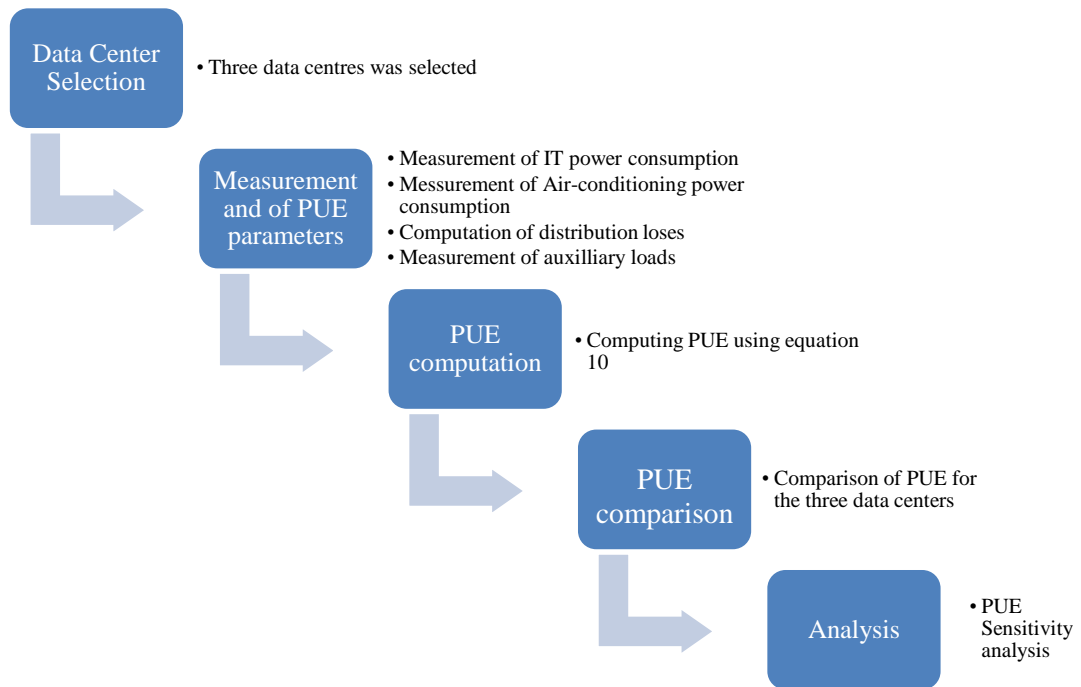 Data Center
Selection
• Three data centres was selected
Measurement
and of PUE
parameters
• Measurement of IT power consumption
• Messurement of Air-conditioning power
consumption
• Computation of distribution loses
• Measurement of auxilliary loads
PUE
computation
• Computing PUE using equation
10
PUE
comparison
• Comparison of PUE for
the three data centers
Analysis
• PUE
Sensitivity
analysis